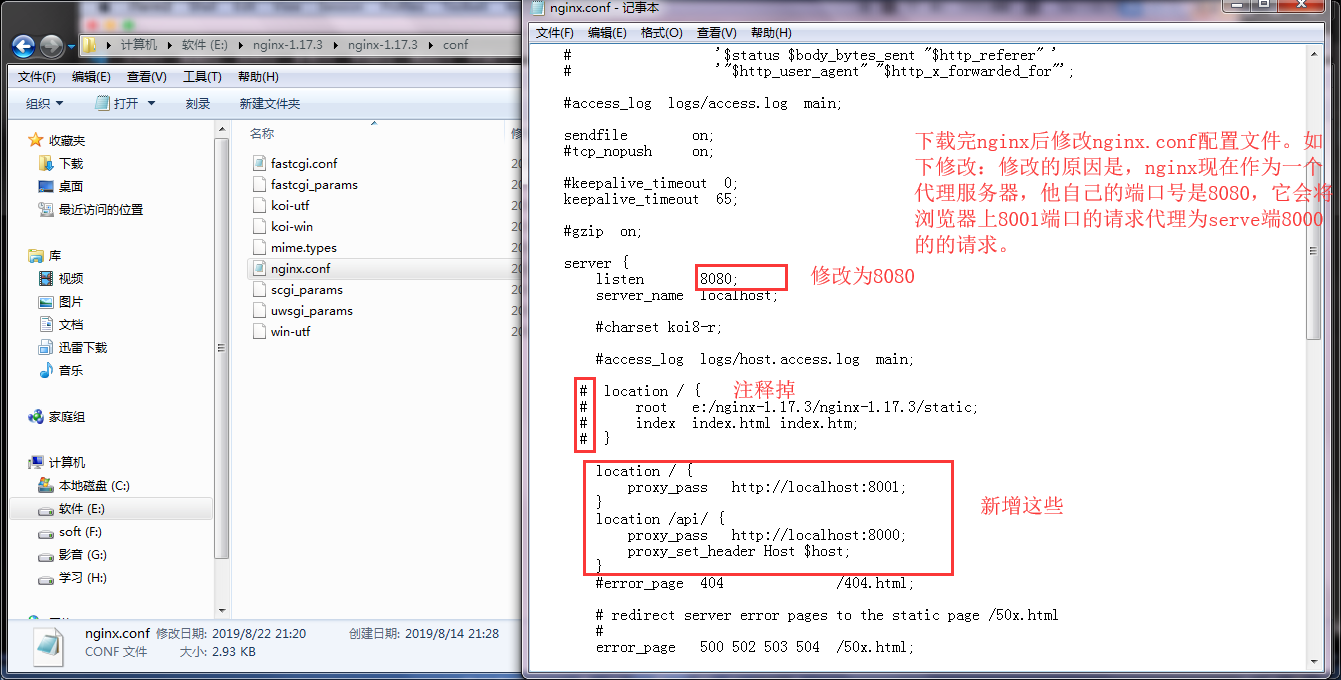 nginx.conf - 记事本
计算机 ▸ 软件 (E:) ▸ nginx-1.17.3 ▸ nginx-1.17.3 ▸ conf
文件(F) 编辑(E) 查看(V) 工具(T) 帮助(H)
组织 打开 刻录 新建文件夹
收藏夹
下载
桌面
最近访问的位置
库
视频
图片
文档
迅雷下载
音乐
家庭组
计算机
本地磁盘 (C:)
软件 (E:)
soft (F:)
影音 (G:)
学习 (H:)
名称 修
fastcgi.conf 20
fastcgi_params 20
koi-utf 20
koi-win 20
mime.types 20
nginx.conf 20
scgi_params 20
uwsgi_params 20
win-utf 20
nginx.conf 修改日期: 2019/8/22 21:20 创建日期: 2019/8/14 21:28
CONF 文件 大小: 2.93 KB
文件(F) 编辑(E) 格式(O) 查看(V) 帮助(H)
# '$status $body_bytes_sent "$http_referer" '
# '"$http_user_agent" "$http_x_forwarded_for"';
#access_log logs/access.log main;
sendfile on;
#tcp_nopush on;
#keepalive_timeout 0;
keepalive_timeout 65;
#gzip on;
server {
listen 8080;
server_name localhost;
#charset koi8-r;
#access_log logs/host.access.log main;
# location / {
# root e:/nginx-1.17.3/nginx-1.17.3/static;
# index index.html index.htm;
# }
location / {
proxy_pass http://localhost:8001;
}
location /api/ {
proxy_pass http://localhost:8000;
proxy_set_header Host $host;
}
#error_page 404 /404.html;
# redirect server error pages to the static page /50x.html
#
error_page 500 502 503 504 /50x.html;
下载完nginx后修改nginx.conf配置文件。如
下修改：修改的原因是，nginx现在作为一个
代理服务器，他自己的端口号是8080，它会将
浏览器上8001端口的请求代理为serve端8000
的的请求。
修改为8080
注释掉
新增这些